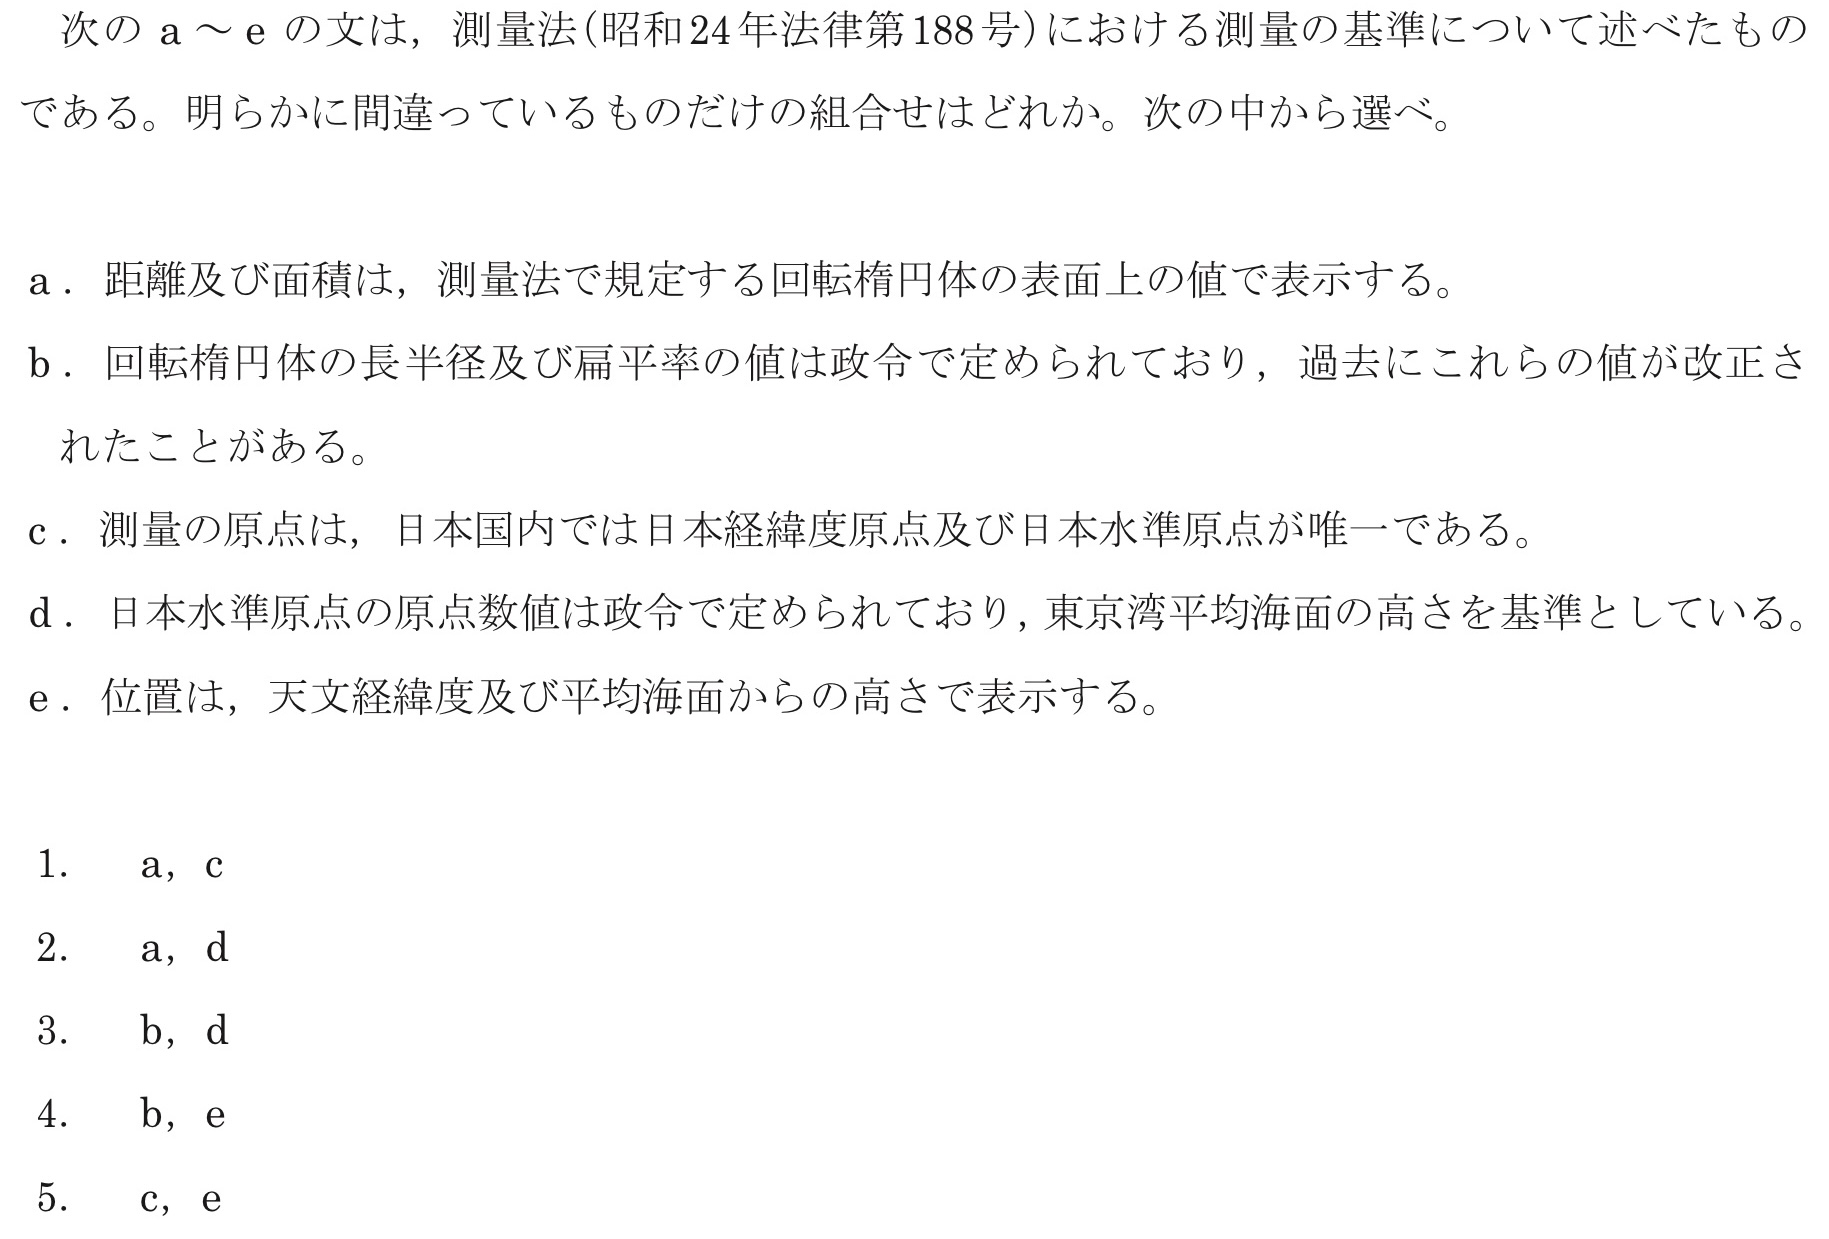 次の a ～ e の文は，測量法(昭和24年法律第188号)における測量の基準について述べたもの
である。明らかに間違っているものだけの組合せはどれか。次の中から選べ。
a．距離及び面積は，測量法で規定する回転楕円体の表面上の値で表示する。
b．回転楕円体の長半径及び扁平率の値は政令で定められており，過去にこれらの値が改正さ
れたことがある。
c．測量の原点は，日本国内では日本経緯度原点及び日本水準原点が唯一である。
d．日本水準原点の原点数値は政令で定められており，東京湾平均海面の高さを基準としている。
e．位置は，天文経緯度及び平均海面からの高さで表示する。
1. a，c
2. a，d
3. b，d
4. b，e
5. c，e